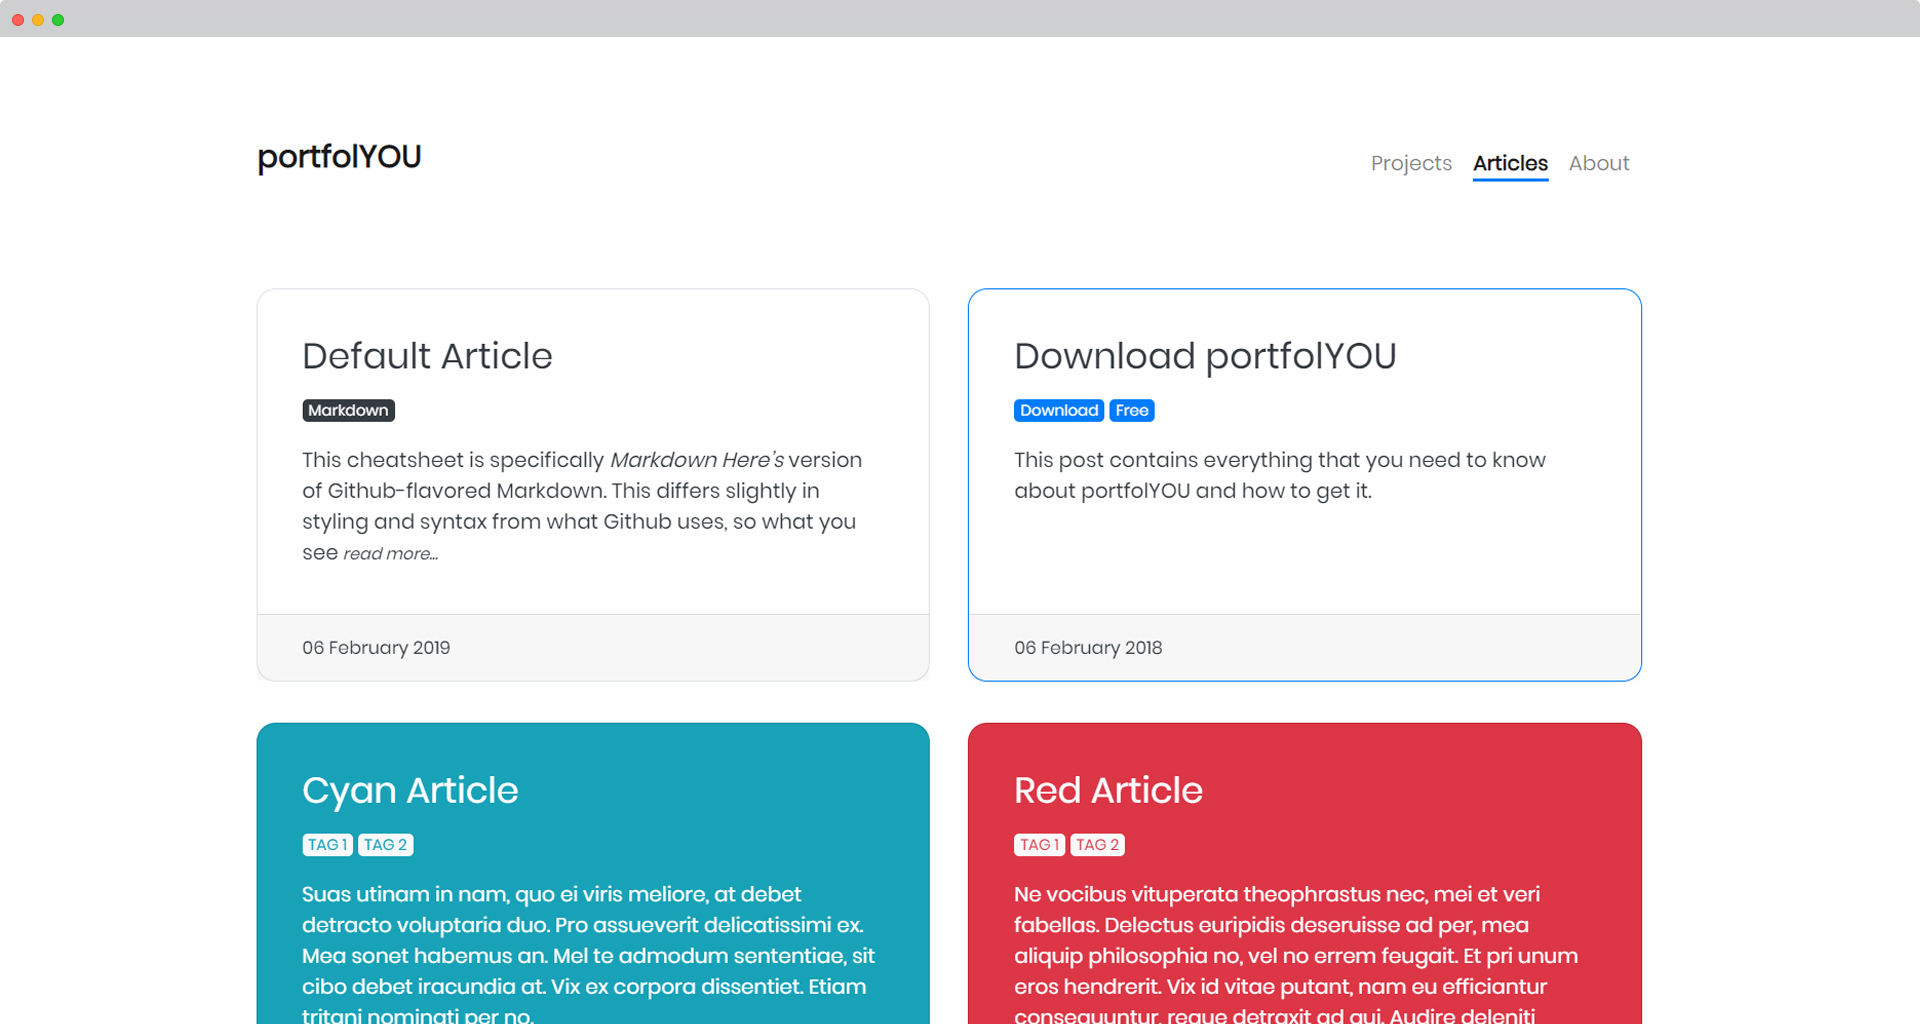 portfolYOU
Projects Articles About
Default Article
Markdown
This cheatsheet is specifically Markdown Here's version
of Github-flavored Markdown. This differs slightly in
styling and syntax from what Github uses, so what you
see read more...
06 February 2019
Download portfolYOU
Download Free
This post contains everything that you need to know
about portfolYOU and how to get it.
06 February 2018
Cyan Article
TAG 1 TAG 2
Suas utinam in nam, quo ei viris meliore, at debet
detracto voluptaria duo. Pro assueverit delicatissimi ex.
Mea sonet habemus an. Mel te admodum sententiae, sit
cibo debet iracundia at. Vix ex corpora dissentiet. Etiam
tritani nominati per no.
Red Article
TAG 1 TAG 2
Ne vocibus vituperata theophrastus nec, mei et veri
fabellas. Delectus euripidis deseruisse ad per, mea
aliquip philosophia no, vel no errem feugait. Et pri unum
eros hendrerit. Vix id vitae putant, nam eu efficiantur
consequuntur, reque detraxit ad qui. Audire deleniti